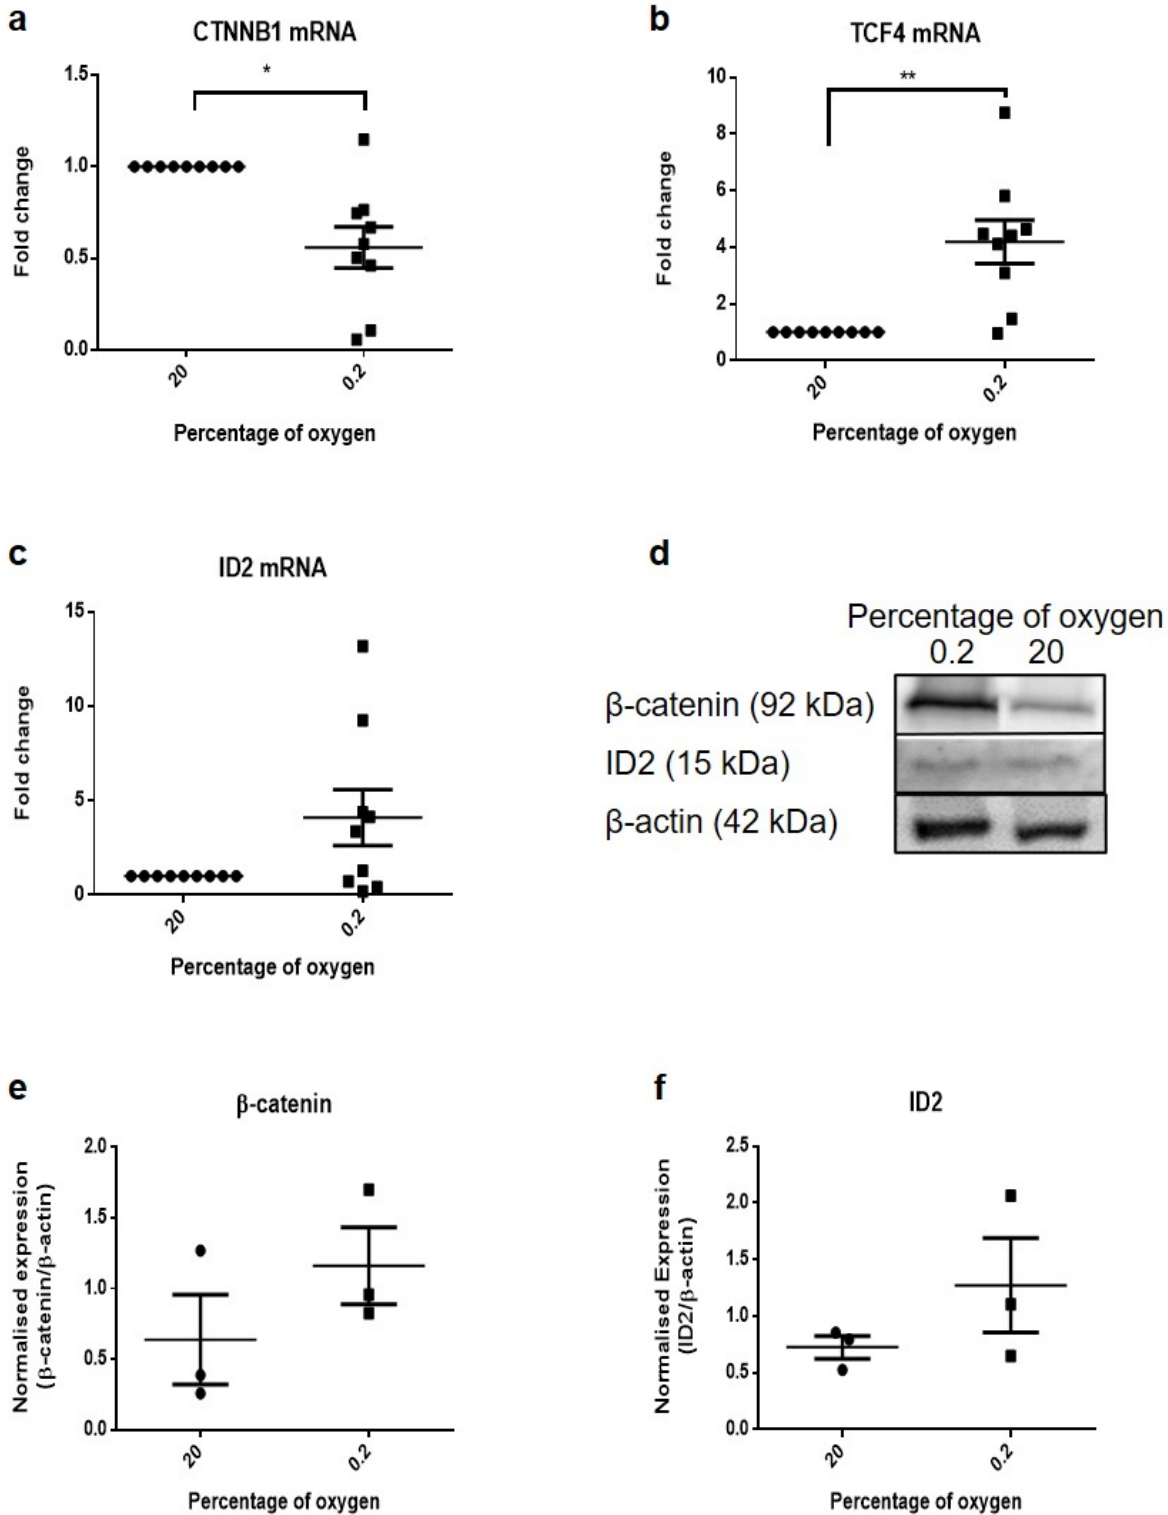 a
CTNNB1 mRNA
*
1.5
1.0
0.5
0.0
Fold change
20
0.2
Percentage of oxygen
b
TCF4 mRNA
**
10
8
6
4
2
0
Fold change
20
0.2
Percentage of oxygen
c
ID2 mRNA
15
10
5
0
Fold change
20
0.2
Percentage of oxygen
d
Percentage of oxygen
0.2 20
β-catenin (92 kDa)
ID2 (15 kDa)
β-actin (42 kDa)
e
β-catenin
2.0
1.5
1.0
0.5
0.0
Normalised expression
(β-catenin/β-actin)
20
0.2
Percentage of oxygen
f
ID2
2.5
2.0
1.5
1.0
0.5
0.0
Normalised Expression
(ID2/β-actin)
20
0.2
Percentage of oxygen